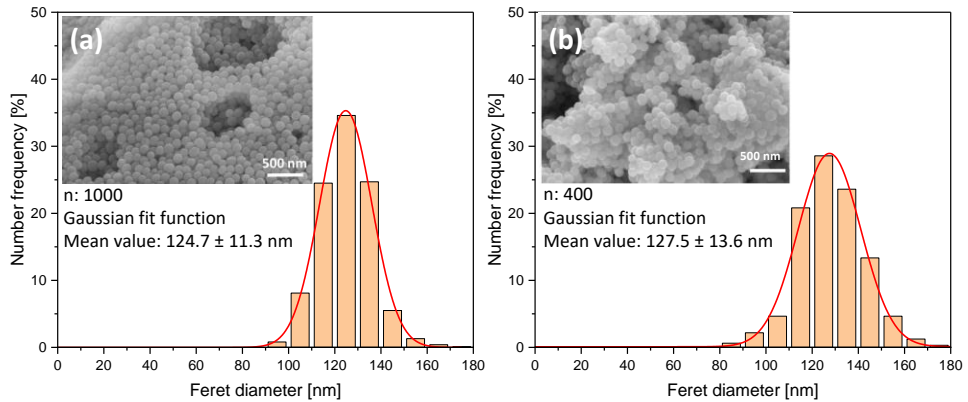 50
40
30
20
10
0
Number frequency [%]
(a)
500 nm
n: 1000
Gaussian fit function
Mean value: 124.7 ± 11.3 nm
0 20 40 60 80 100 120 140 160 180
Feret diameter [nm]
50
40
30
20
10
0
Number frequency [%]
(b)
500 nm
n: 400
Gaussian fit function
Mean value: 127.5 ± 13.6 nm
0 20 40 60 80 100 120 140 160 180
Feret diameter [nm]